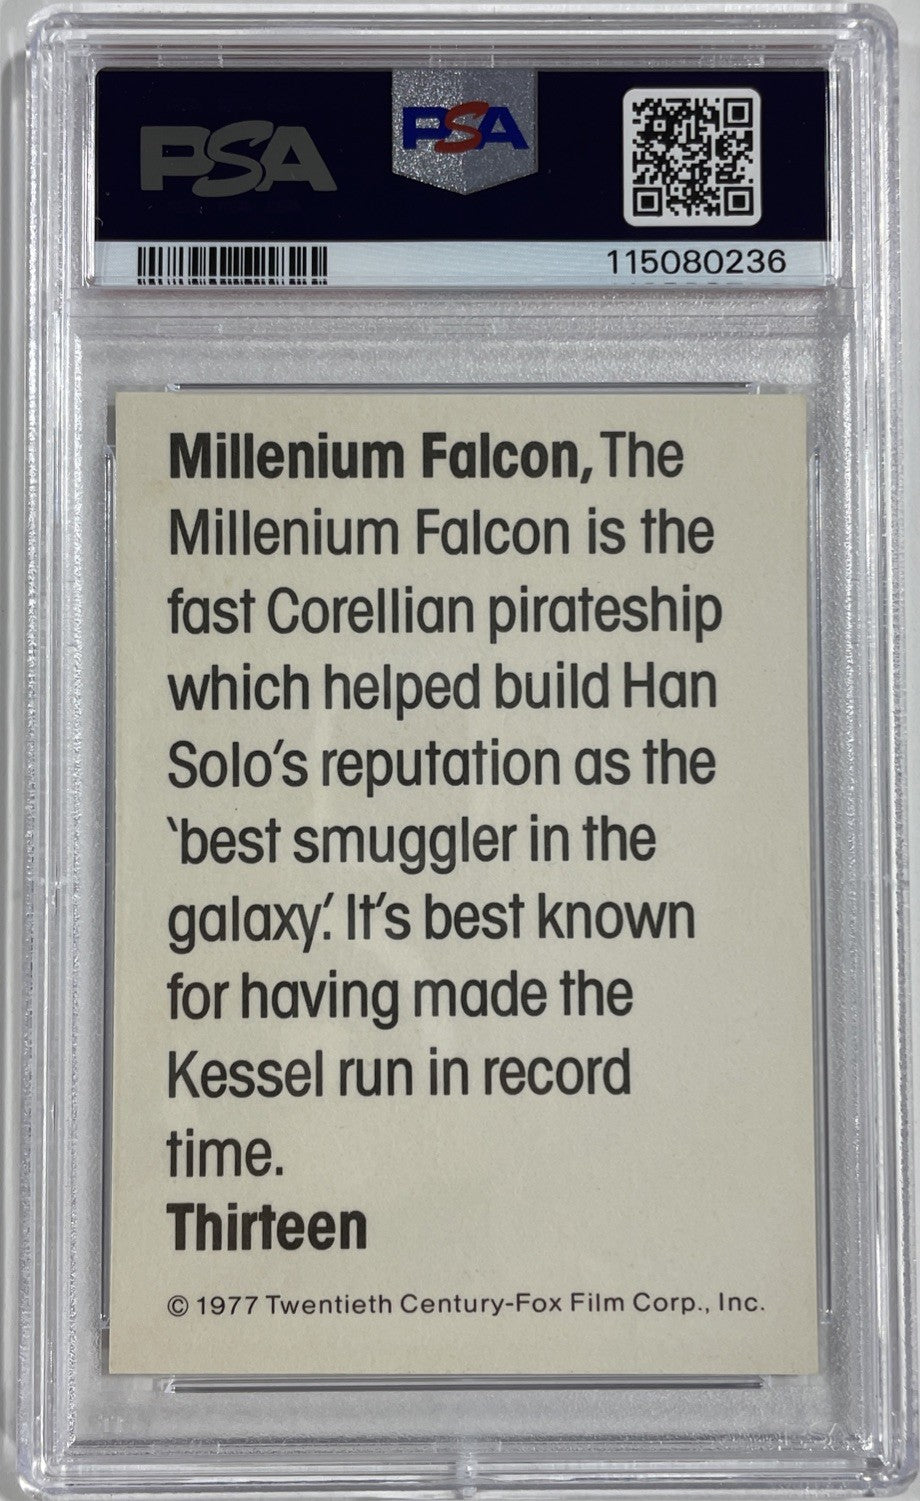 PSA
PSA
115080236
Millenium Falcon, The
Millenium Falcon is the
fast Corellian pirateship
which helped build Han
Solo's reputation as the
‵best smuggler in the
galaxy'. It's best known
for having made the
Kessel run in record
time.
Thirteen
© 1977 Twentieth Century-Fox Film Corp., Inc.